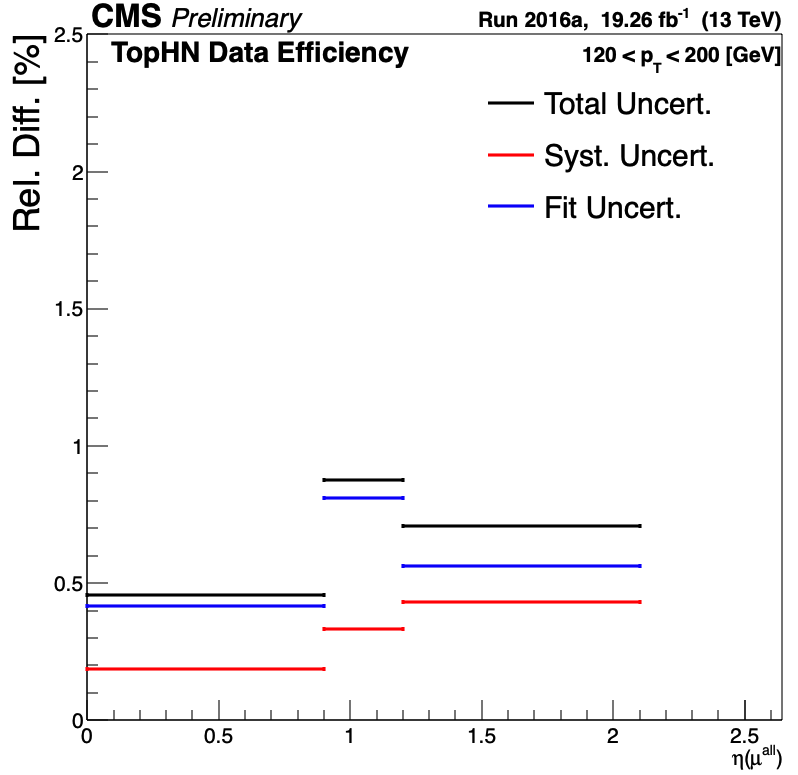 CMS Preliminary
Run 2016a, 19.26 fb⁻¹ (13 TeV)
TopHN Data Efficiency
120 < p_T < 200 [GeV]
Rel. Diff. [%]
Total Uncert.
Syst. Uncert.
Fit Uncert.
2.5
2
1.5
1
0.5
0
0 0.5 1 1.5 2 2.5
η(μ^all)